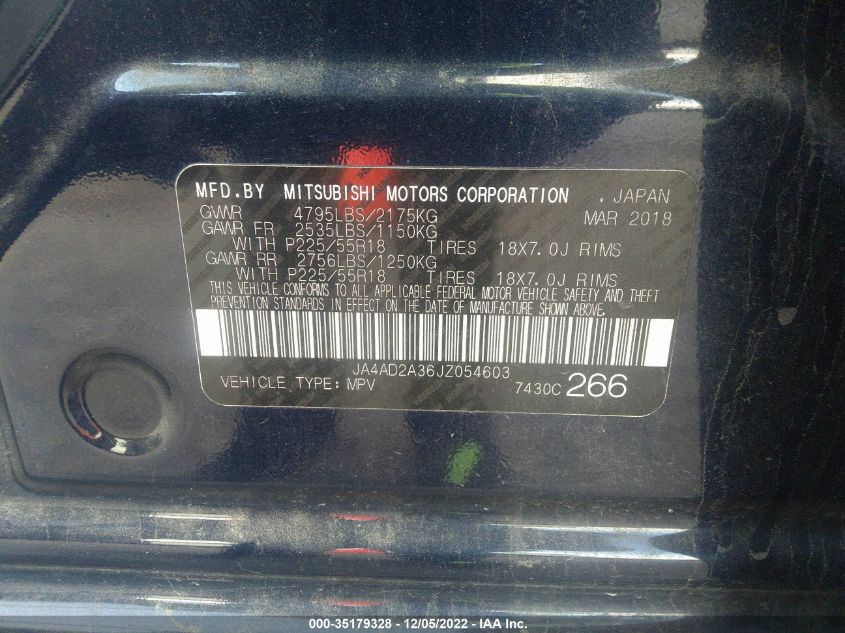 MFD.BY MITSUBISHI MOTORS CORPORATION , JAPAN
GVWR 4795LBS/2175KG MAR 2018
GAWR FR 2535LBS/1150KG
WITH P225/55R18 TIRES 18X7.0J RIMS
GAWR RR 2756LBS/1250KG
WITH P225/55R18 TIRES 18X7.0J RIMS
THIS VEHICLE CONFORMS TO ALL APPLICABLE FEDERAL MOTOR VEHICLE SAFETY AND THEFT
PREVENTION STANDARDS IN EFFECT ON THE DATE OF MANUFACTURE SHOWN ABOVE.
JA4AD2A36JZ054603
VEHICLE TYPE: MPV 7430C 266
000-35179328 - 12/05/2022 - IAA Inc.